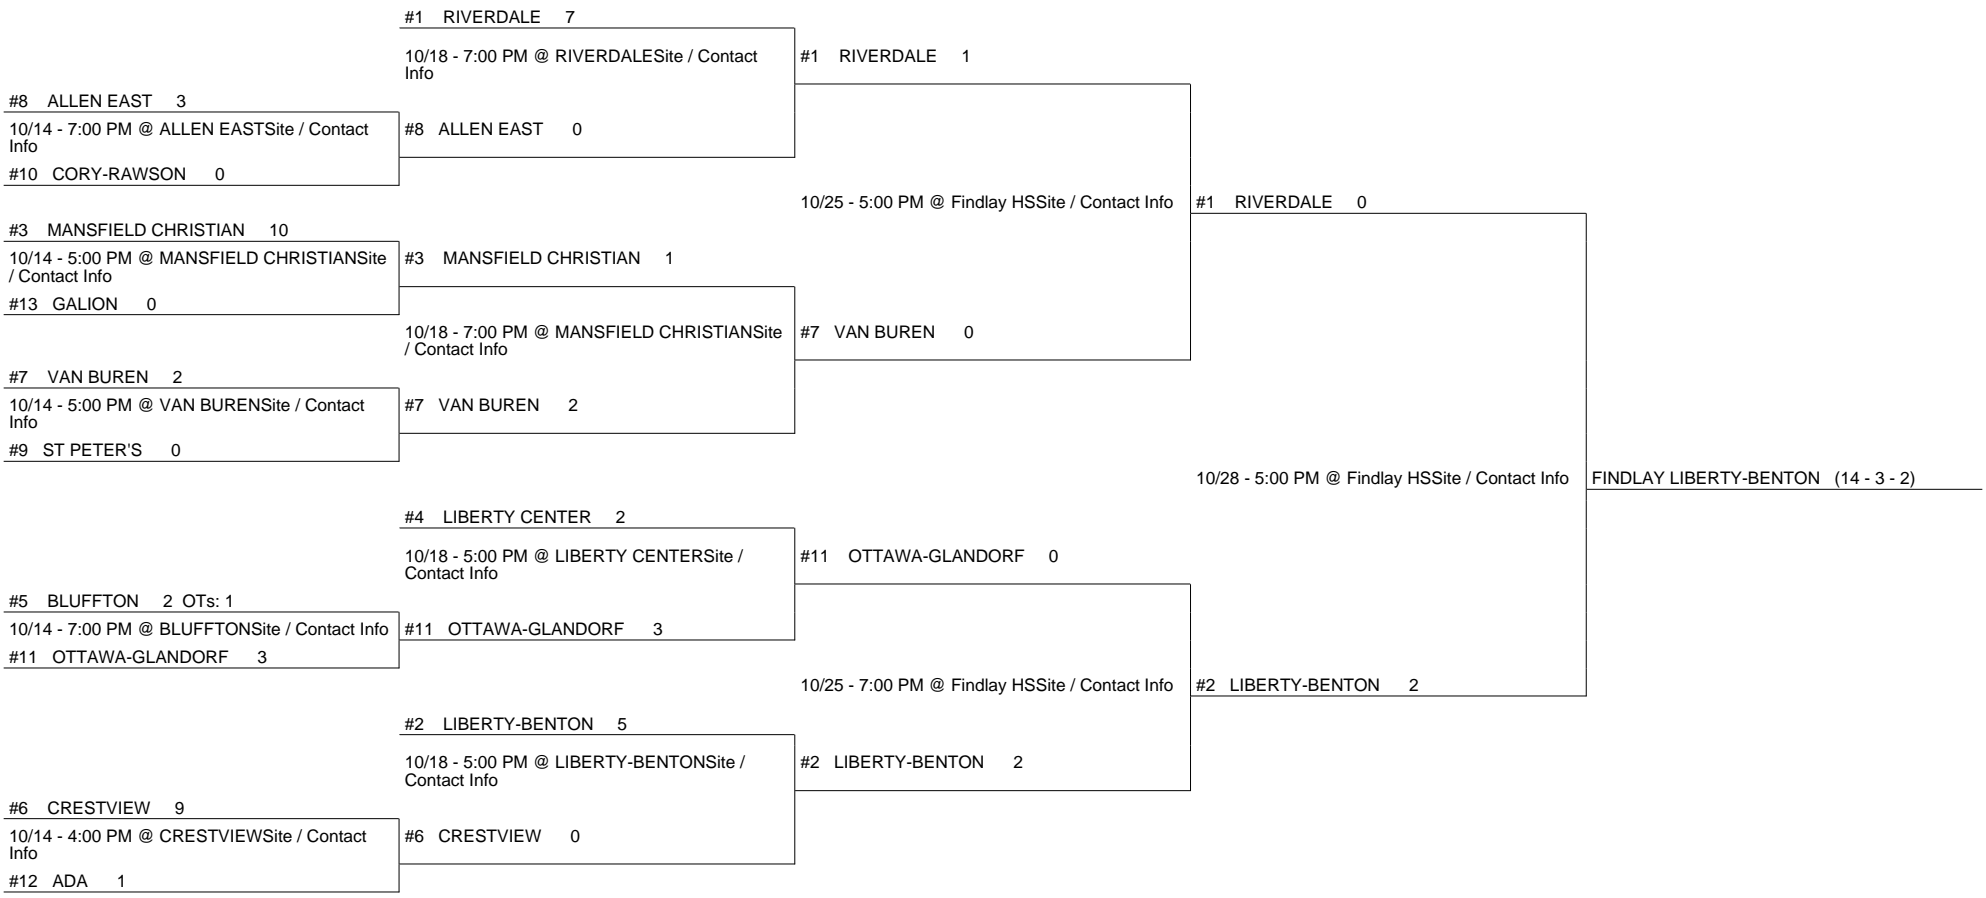 #1 RIVERDALE 7
10/18 - 7:00 PM @ RIVERDALESite / Contact
Info
#1 RIVERDALE 1
#8 ALLEN EAST 3
10/14 - 7:00 PM @ ALLEN EASTSite / Contact
Info
#8 ALLEN EAST 0
#10 CORY-RAWSON 0
10/25 - 5:00 PM @ Findlay HSSite / Contact Info
#1 RIVERDALE 0
#3 MANSFIELD CHRISTIAN 10
10/14 - 5:00 PM @ MANSFIELD CHRISTIANSite
/ Contact Info
#3 MANSFIELD CHRISTIAN 1
#13 GALION 0
10/18 - 7:00 PM @ MANSFIELD CHRISTIANSite
/ Contact Info
#7 VAN BUREN 0
#7 VAN BUREN 2
10/14 - 5:00 PM @ VAN BURENSite / Contact
Info
#7 VAN BUREN 2
#9 ST PETER'S 0
10/28 - 5:00 PM @ Findlay HSSite / Contact Info
FINDLAY LIBERTY-BENTON (14 - 3 - 2)
#4 LIBERTY CENTER 2
10/18 - 5:00 PM @ LIBERTY CENTERSite /
Contact Info
#11 OTTAWA-GLANDORF 0
#5 BLUFFTON 2 OTs: 1
10/14 - 7:00 PM @ BLUFFTONSite / Contact Info
#11 OTTAWA-GLANDORF 3
#11 OTTAWA-GLANDORF 3
10/25 - 7:00 PM @ Findlay HSSite / Contact Info
#2 LIBERTY-BENTON 2
#2 LIBERTY-BENTON 5
10/18 - 5:00 PM @ LIBERTY-BENTONSite /
Contact Info
#2 LIBERTY-BENTON 2
#6 CRESTVIEW 9
10/14 - 4:00 PM @ CRESTVIEWSite / Contact
Info
#6 CRESTVIEW 0
#12 ADA 1